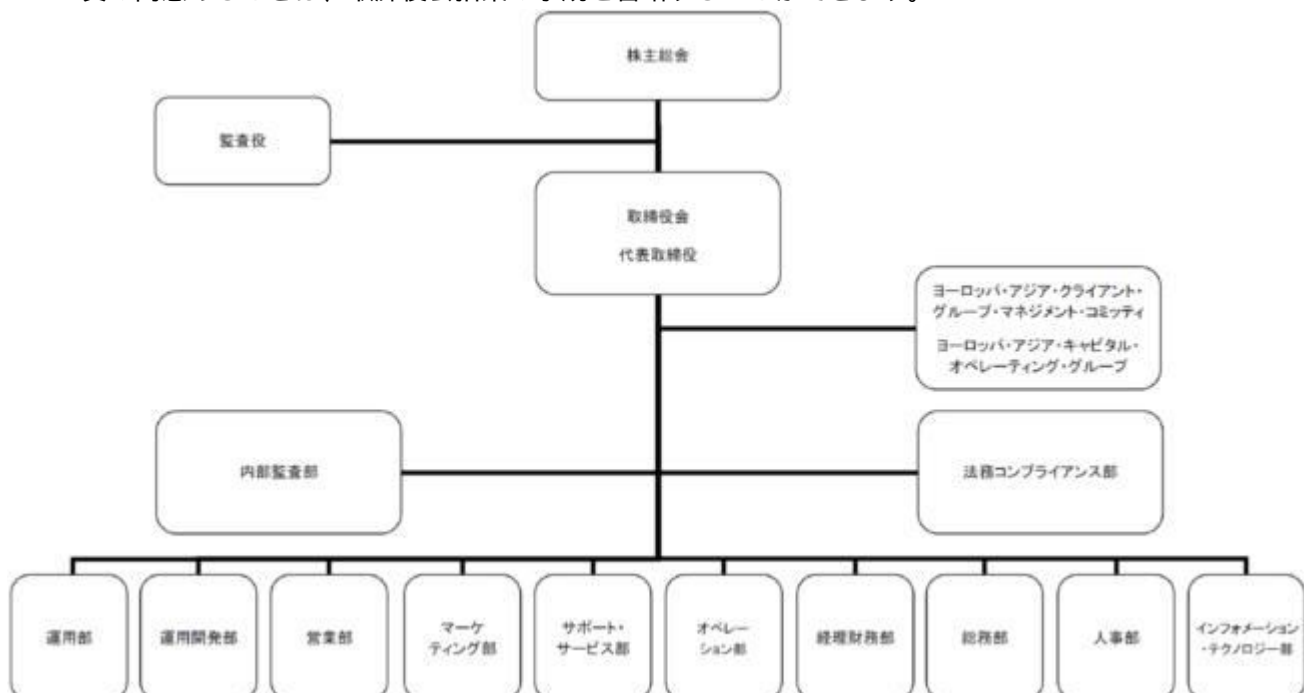 株主総会
監査役
取締役会
代表取締役
ヨーロッパ・アジア・クライアント・
グループ・マネジメント・コミッティ
ヨーロッパ・アジア・キャピタル・
オペレーティング・グループ
内部監査部
法務コンプライアンス部
運用部
運用開発部
営業部
マーケ
ティング部
サポート・
サービス部
オペレー
ション部
経理財務部
総務部
人事部
インフォメーション
・テクノロジー部